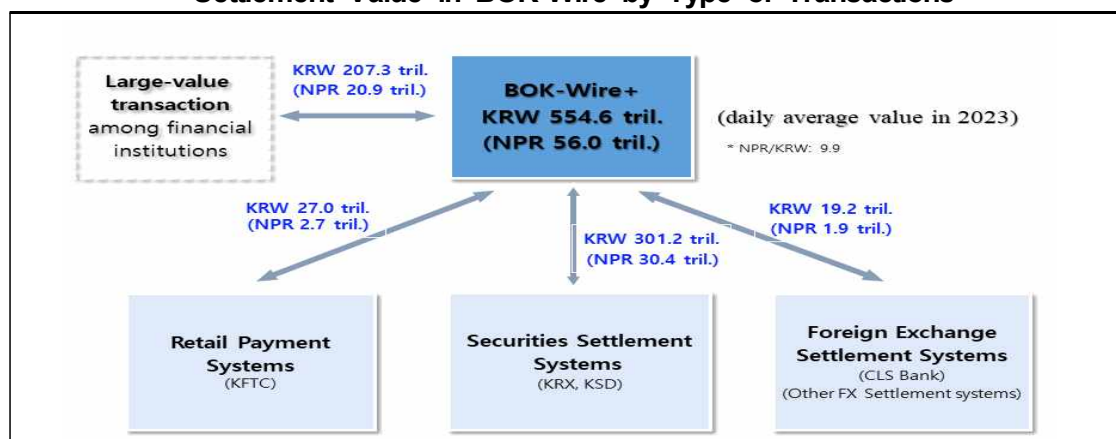 Settlement Value in BOK-Wire by Type of Transactions
Large-value
transaction
among financial
institutions
KRW 207.3 tril.
(NPR 20.9 tril.)
BOK-Wire+
KRW 554.6 tril.
(NPR 56.0 tril.)
(daily average value in 2023)
* NPR/KRW: 9.9
KRW 27.0 tril.
(NPR 2.7 tril.)
KRW 301.2 tril.
(NPR 30.4 tril.)
KRW 19.2 tril.
(NPR 1.9 tril.)
Retail Payment
Systems
(KFTC)
Securities Settlement
Systems
(KRX, KSD)
Foreign Exchange
Settlement Systems
(CLS Bank)
(Other FX Settlement systems)